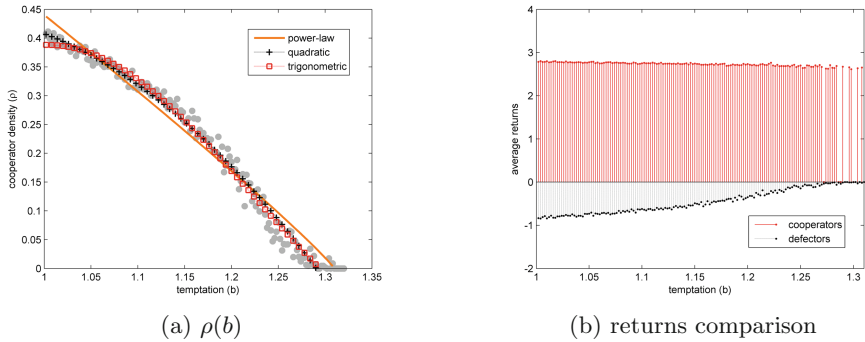 0.45
0.4
0.35
0.3
0.25
0.2
0.15
0.1
0.05
0
cooperator density (ρ)
power-law
quadratic
trigonometric
1 1.05 1.1 1.15 1.2 1.25 1.3 1.35
temptation (b)
(a) ρ(b)
4
3
2
1
0
-1
-2
average returns
cooperators
defectors
1 1.05 1.1 1.15 1.2 1.25 1.3
temptation (b)
(b) returns comparison